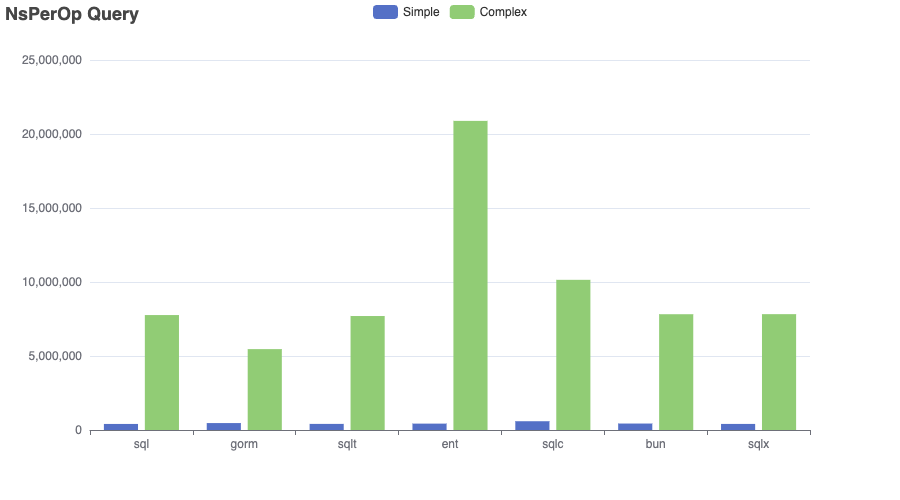 NsPerOp Query
Simple Complex
25,000,000
20,000,000
15,000,000
10,000,000
5,000,000
0
sql gorm sqlt ent sqlc bun sqlx